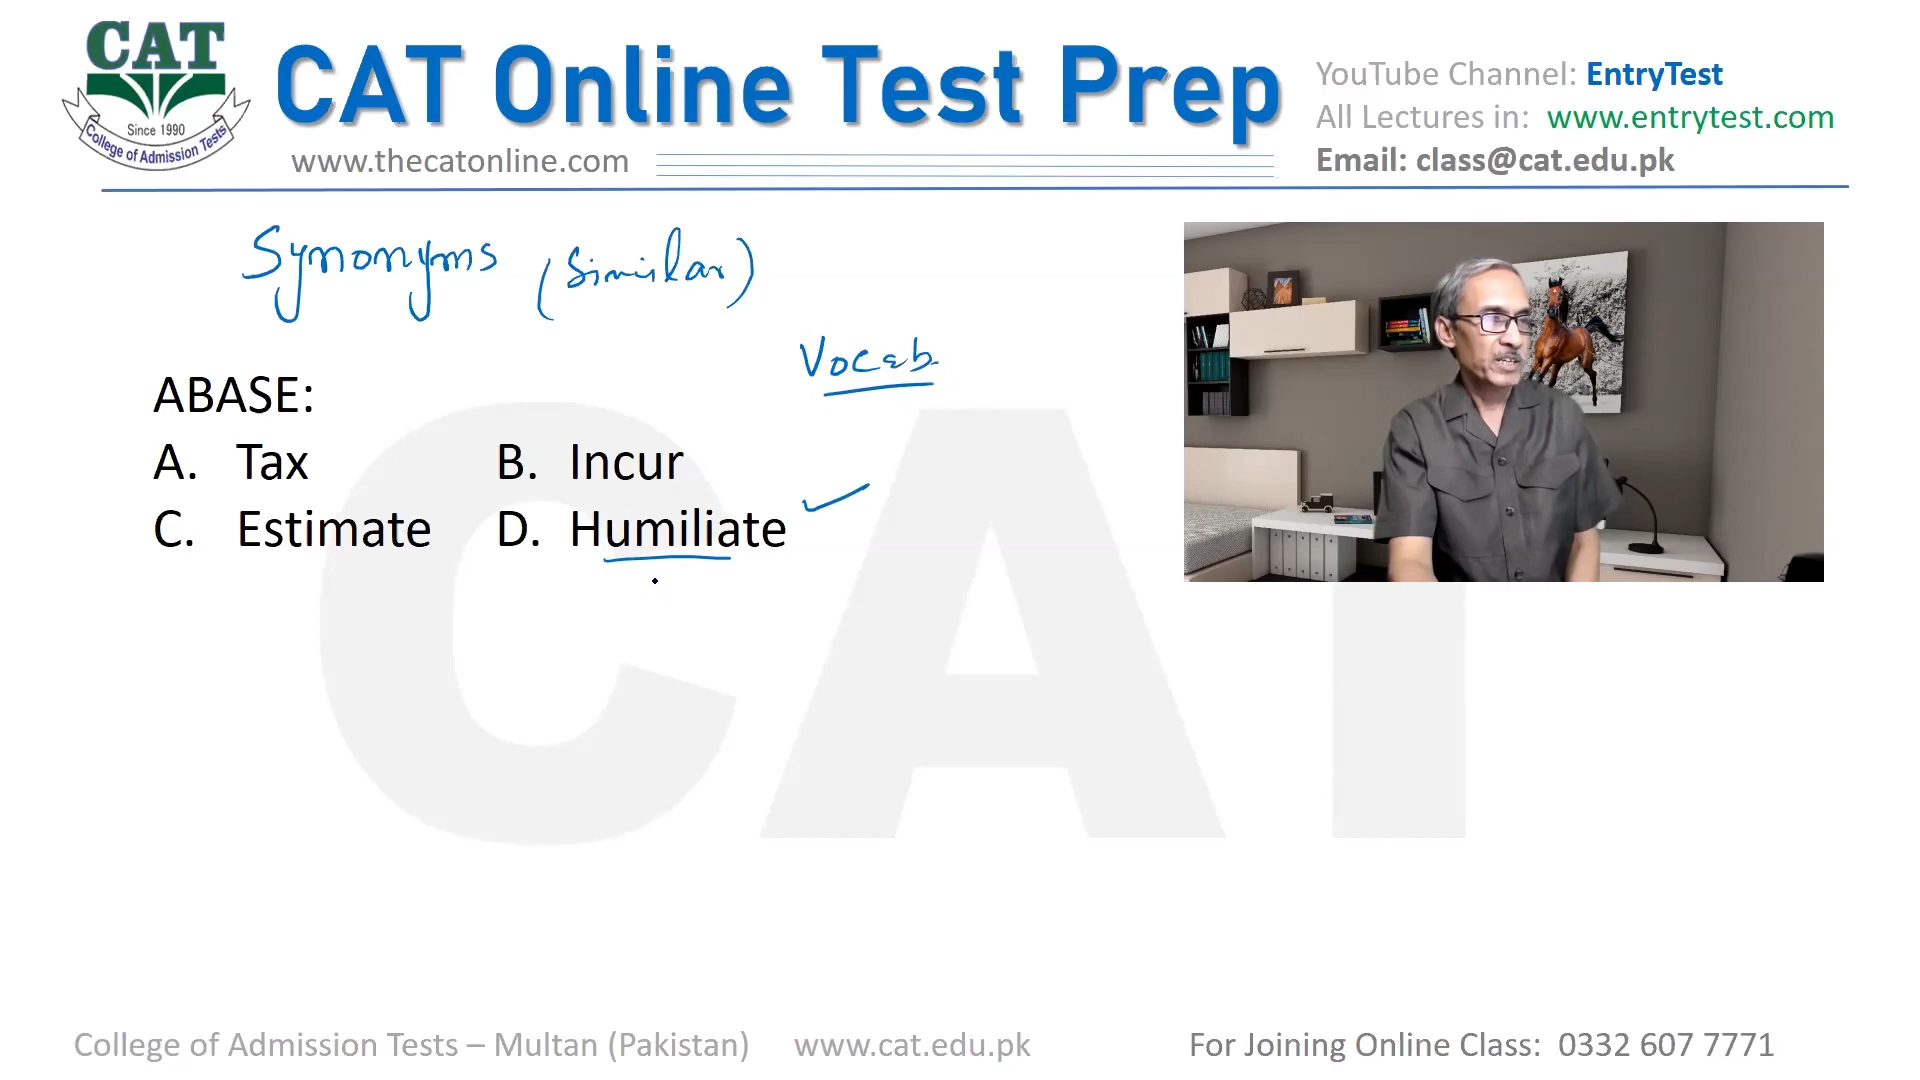 CAT
Since 1990
College of Admission Tests
CAT Online Test Prep
www.thecatonline.com
YouTube Channel: EntryTest
All Lectures in: www.entrytest.com
Email: class@cat.edu.pk
Synonyms (Similar)
Vocab.
ABASE:
A. Tax B. Incur
C. Estimate D. Humiliate
CAT
College of Admission Tests – Multan (Pakistan) www.cat.edu.pk For Joining Online Class: 0332 607 7771